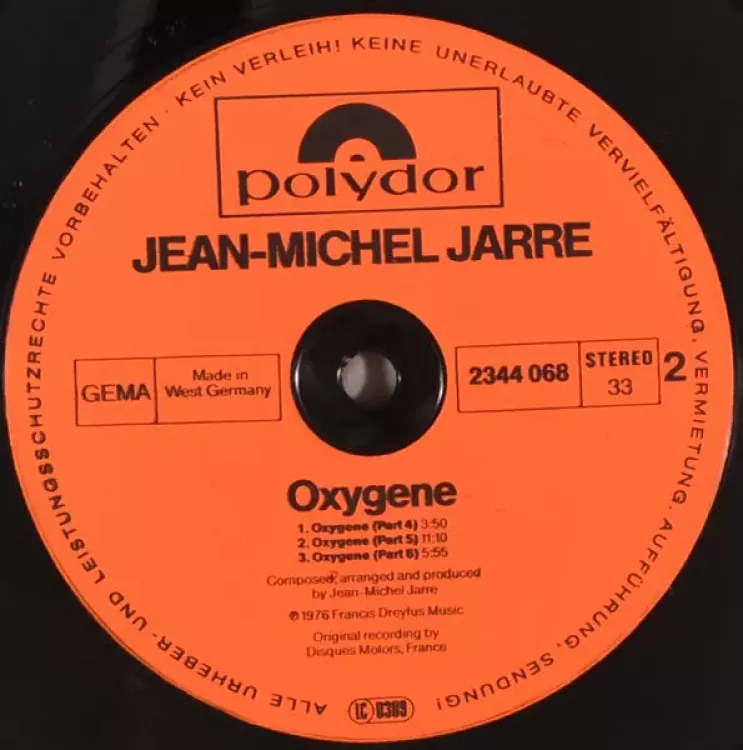 polydor
JEAN-MICHEL JARRE
GEMA
Made in
West Germany
2344 068
STEREO
33
2
Oxygene
1. Oxygene (Part 4) 3:50
2. Oxygene (Part 5) 11:10
3. Oxygene (Part 6) 5:55
Composed, arranged and produced
by Jean-Michel Jarre
℗ 1976 Francis Dreyfus Music
Original recording by
Disques Motors, France
ALLE URHEBER- UND LEISTUNGSSCHUTZRECHTE VORBEHALTEN · KEIN VERLEIH! KEINE UNERLAUBTE VERVIELFÄLTIGUNG, VERMIETUNG, AUFFÜHRUNG, SENDUNG!
LC 0309